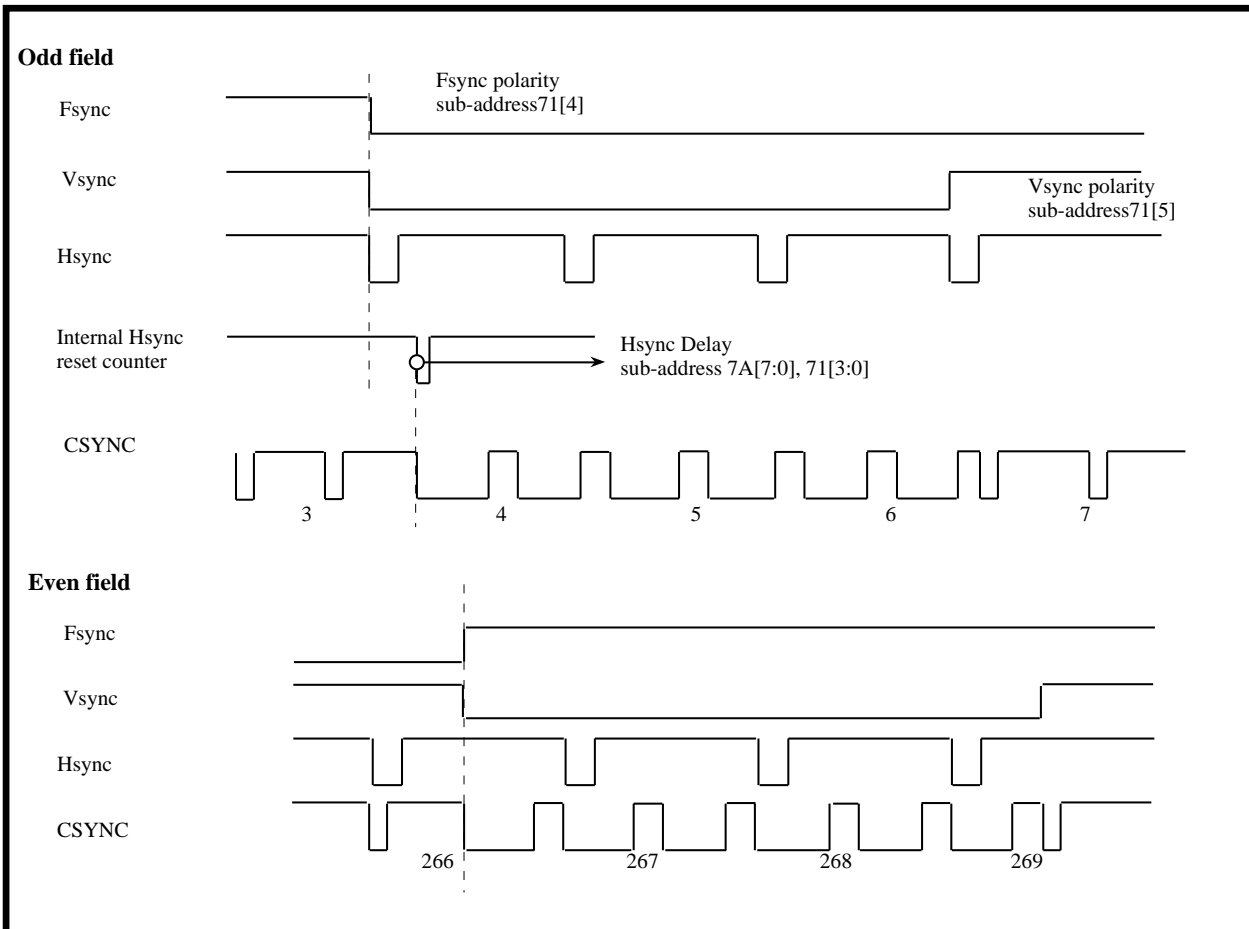 Odd field
Fsync polarity
sub-address71[4]
Fsync
Vsync
Vsync polarity
sub-address71[5]
Hsync
Internal Hsync
reset counter
Hsync Delay
sub-address 7A[7:0], 71[3:0]
CSYNC
3 4 5 6 7
Even field
Fsync
Vsync
Hsync
CSYNC
266 267 268 269